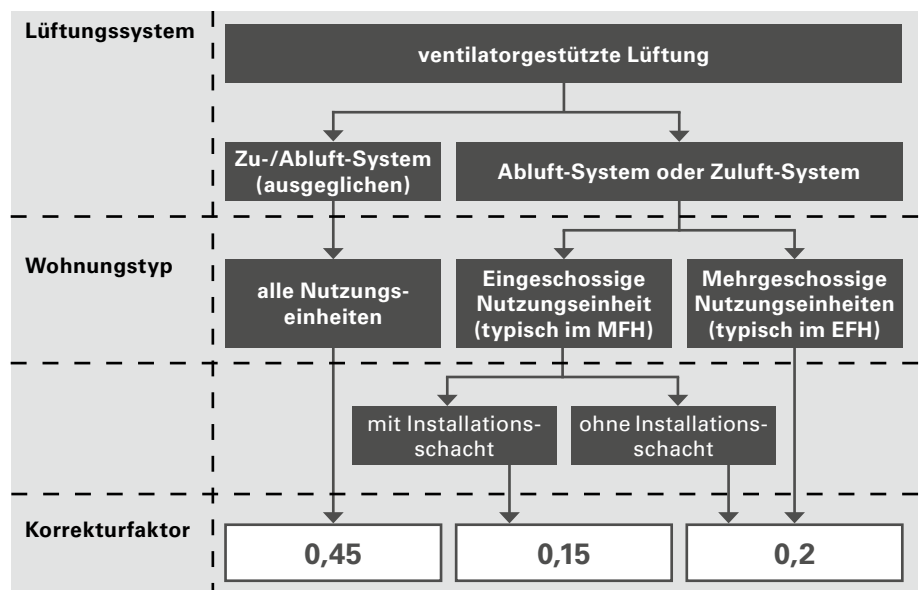 Lüftungssystem
ventilatorgestützte Lüftung
Zu-/Abluft-System
(ausgeglichen)
Abluft-System oder Zuluft-System
Wohnungstyp
alle Nutzungs-
einheiten
Eingeschossige
Nutzungseinheit
(typisch im MFH)
Mehrgeschossige
Nutzungseinheiten
(typisch im EFH)
mit Installations-
schacht
ohne Installations-
schacht
Korrekturfaktor
0,45
0,15
0,2